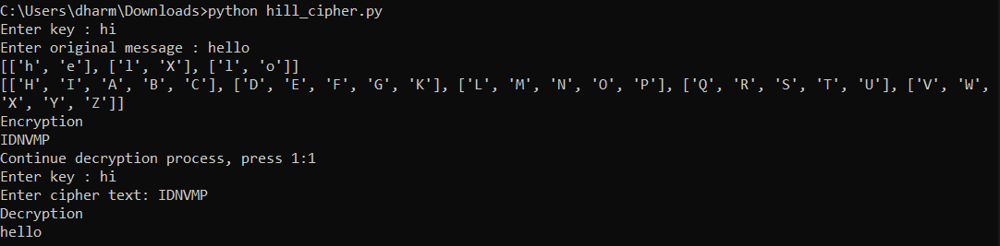 C:\Users\dharm\Downloads>python hill_cipher.py
Enter key : hi
Enter original message : hello
[['h', 'e'], ['l', 'X'], ['l', 'o']]
[['H', 'I', 'A', 'B', 'C'], ['D', 'E', 'F', 'G', 'K'], ['L', 'M', 'N', 'O', 'P'], ['Q', 'R', 'S', 'T', 'U'], ['V', 'W',
'X', 'Y', 'Z']]
Encryption
IDNVMP
Continue decryption process, press 1:1
Enter key : hi
Enter cipher text: IDNVMP
Decryption
hello